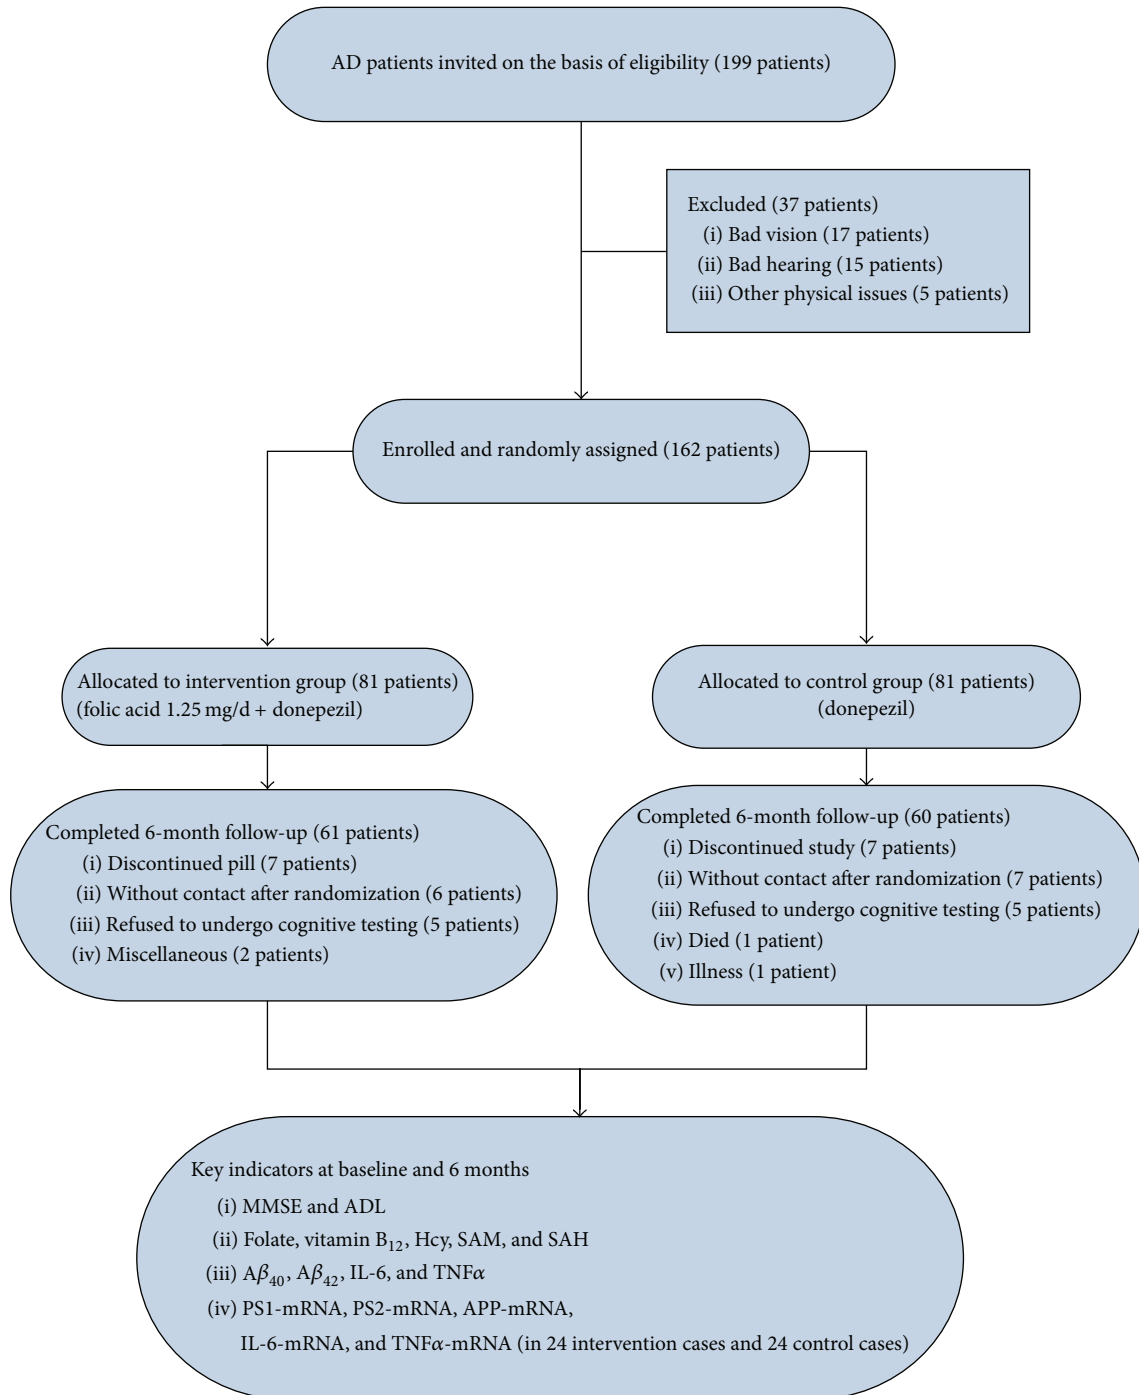 AD patients invited on the basis of eligibility (199 patients)
Excluded (37 patients)
(i) Bad vision (17 patients)
(ii) Bad hearing (15 patients)
(iii) Other physical issues (5 patients)
Enrolled and randomly assigned (162 patients)
Allocated to intervention group (81 patients)
(folic acid 1.25 mg/d + donepezil)
Allocated to control group (81 patients)
(donepezil)
Completed 6-month follow-up (61 patients)
(i) Discontinued pill (7 patients)
(ii) Without contact after randomization (6 patients)
(iii) Refused to undergo cognitive testing (5 patients)
(iv) Miscellaneous (2 patients)
Completed 6-month follow-up (60 patients)
(i) Discontinued study (7 patients)
(ii) Without contact after randomization (7 patients)
(iii) Refused to undergo cognitive testing (5 patients)
(iv) Died (1 patient)
(v) Illness (1 patient)
Key indicators at baseline and 6 months
(i) MMSE and ADL
(ii) Folate, vitamin B₁₂, Hcy, SAM, and SAH
(iii) Aβ₄₀, Aβ₄₂, IL-6, and TNFα
(iv) PS1-mRNA, PS2-mRNA, APP-mRNA,
IL-6-mRNA, and TNFα-mRNA (in 24 intervention cases and 24 control cases)